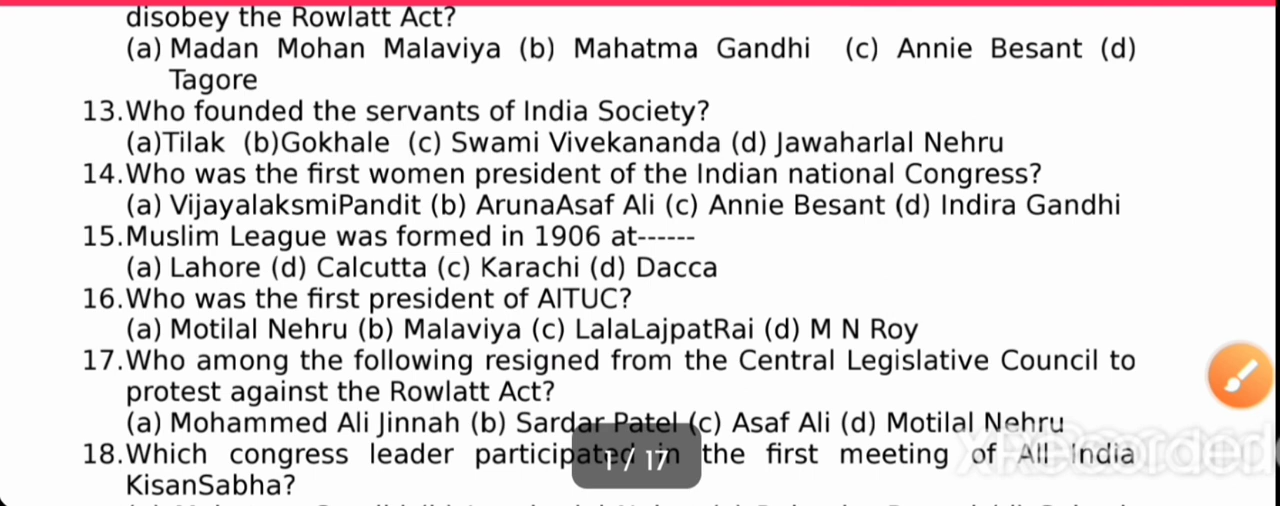 disobey the Rowlatt Act?
(a) Madan Mohan Malaviya (b) Mahatma Gandhi (c) Annie Besant (d)
Tagore
13.Who founded the servants of India Society?
(a)Tilak (b)Gokhale (c) Swami Vivekananda (d) Jawaharlal Nehru
14.Who was the first women president of the Indian national Congress?
(a) VijayalaksmiPandit (b) ArunaAsaf Ali (c) Annie Besant (d) Indira Gandhi
15.Muslim League was formed in 1906 at------
(a) Lahore (d) Calcutta (c) Karachi (d) Dacca
16.Who was the first president of AITUC?
(a) Motilal Nehru (b) Malaviya (c) LalaLajpatRai (d) M N Roy
17.Who among the following resigned from the Central Legislative Council to
protest against the Rowlatt Act?
(a) Mohammed Ali Jinnah (b) Sardar Patel (c) Asaf Ali (d) Motilal Nehru
18.Which congress leader participated in the first meeting of All India
KisanSabha?
1 / 17